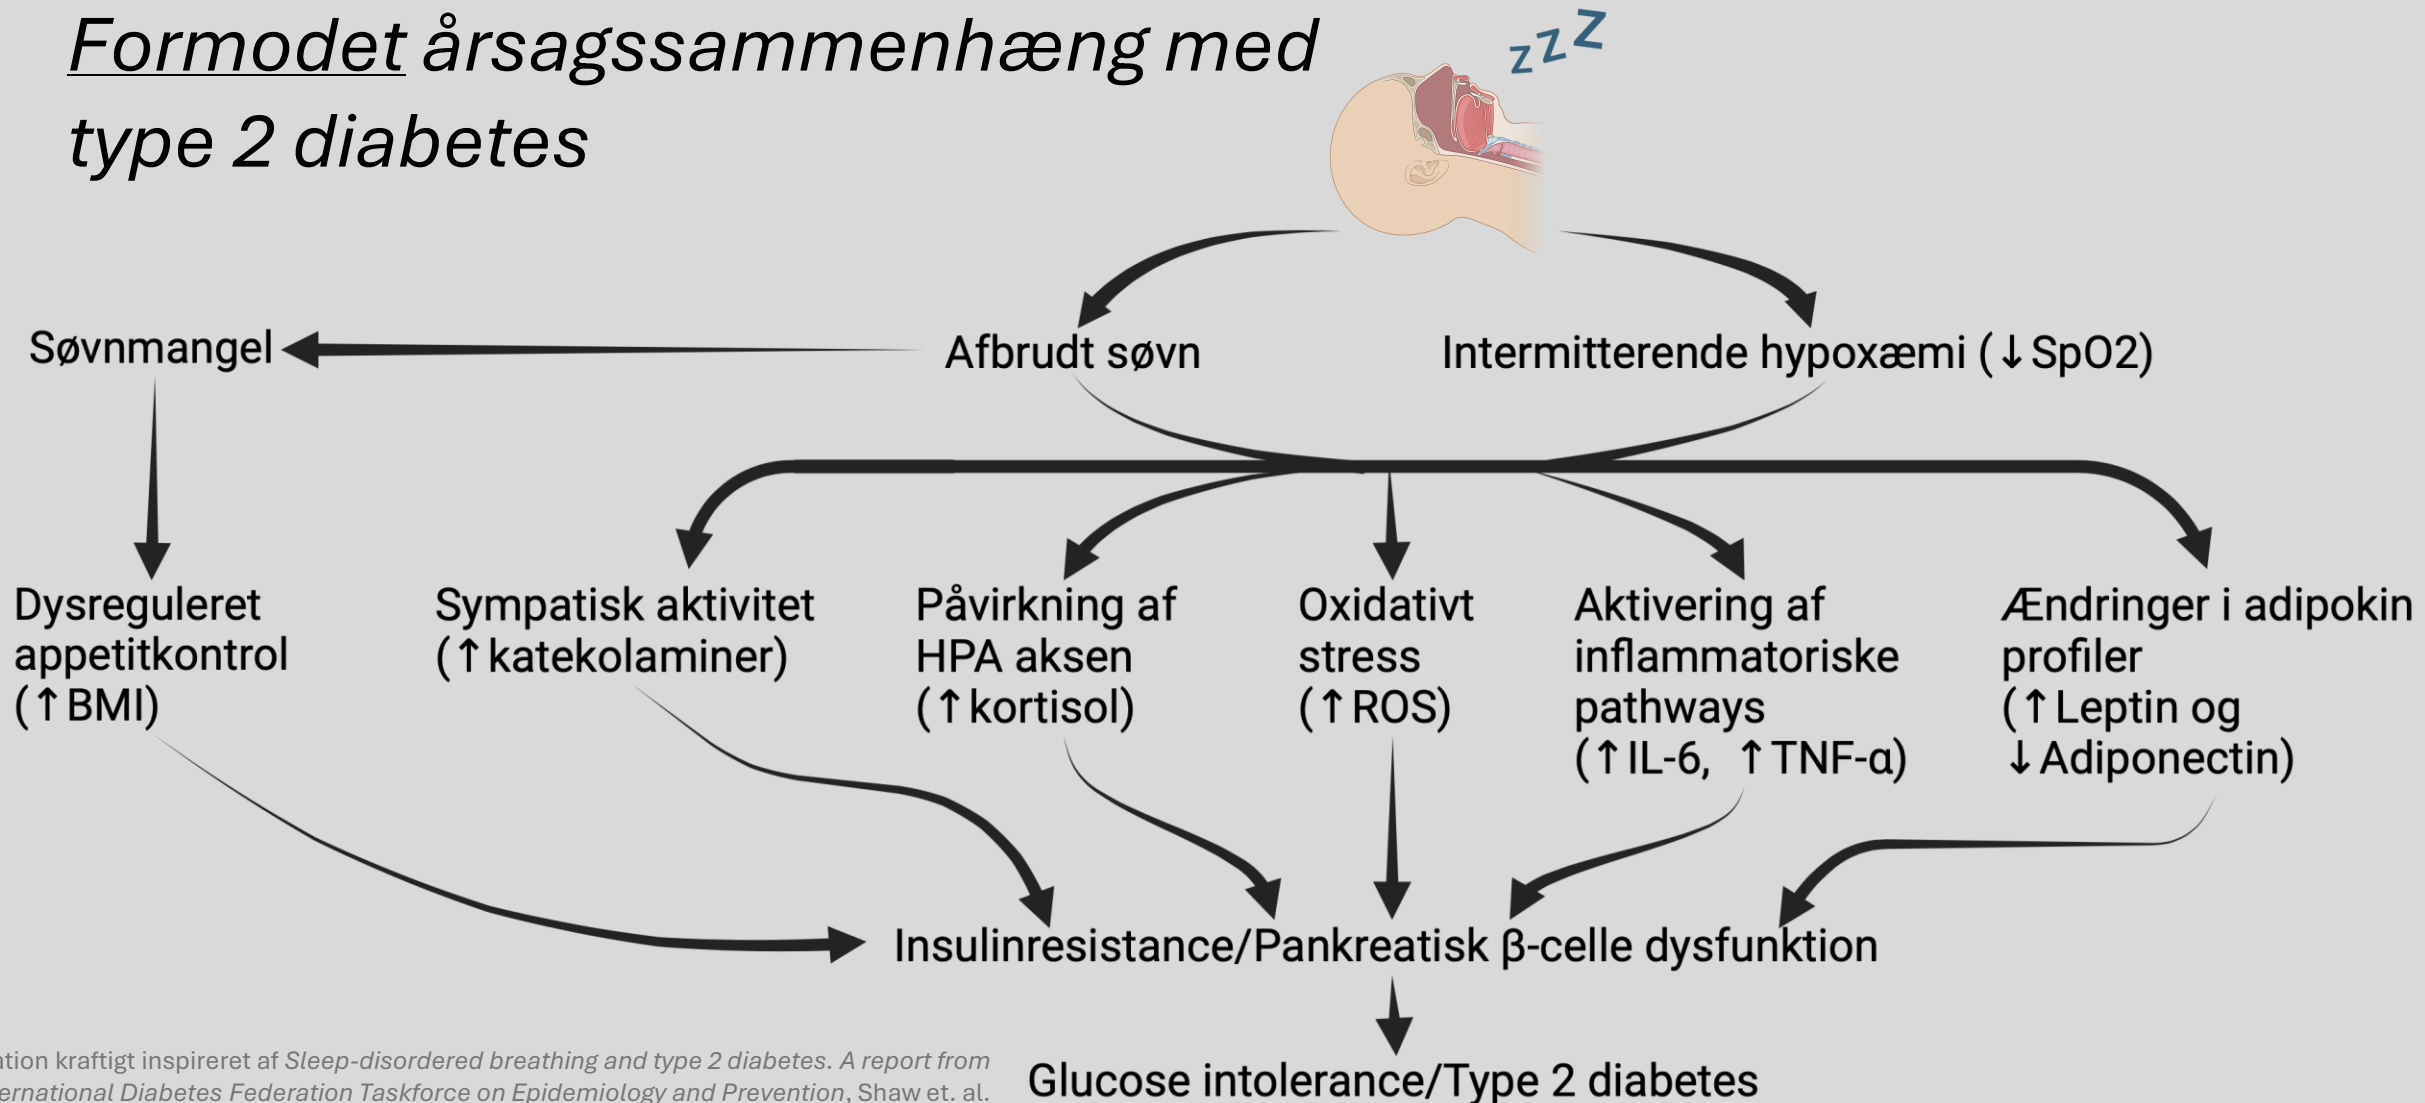 Formodet årsagssammenhæng med
type 2 diabetes
z z z
Søvnmangel
Afbrudt søvn
Intermitterende hypoxæmi (↓SpO2)
Dysreguleret
appetitkontrol
(↑BMI)
Sympatisk aktivitet
(↑katekolaminer)
Påvirkning af
HPA aksen
(↑kortisol)
Oxidativt
stress
(↑ROS)
Aktivering af
inflammatoriske
pathways
(↑IL-6, ↑TNF-α)
Ændringer i adipokin
profiler
(↑Leptin og
↓Adiponectin)
Insulinresistance/Pankreatisk β-celle dysfunktion
Glucose intolerance/Type 2 diabetes
kraftigt inspireret af Sleep-disordered breathing and type 2 diabetes. A report from
Diabetes Federation Taskforce on Epidemiology and Prevention, Shaw et. al.